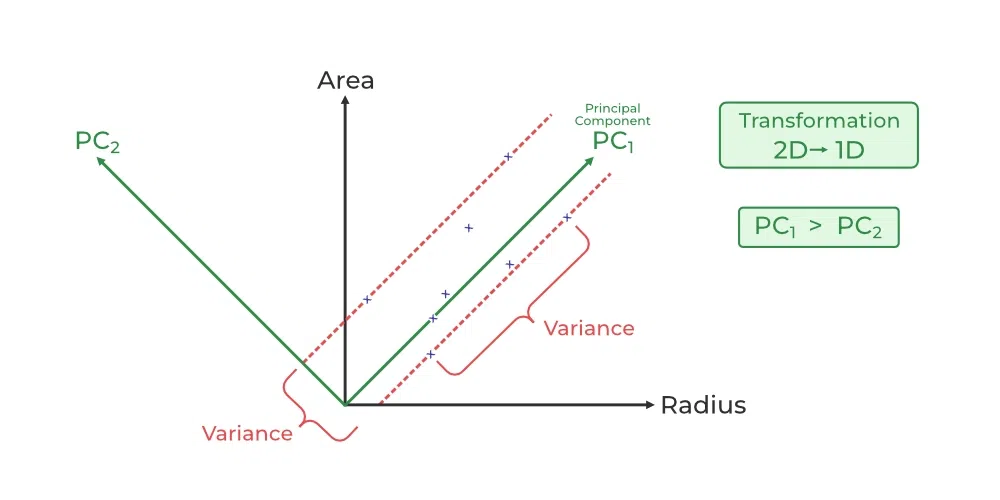 Area
Principal
Component
PC₂
PC₁
Transformation
2D→ 1D
PC₁ > PC₂
Variance
Radius
Variance